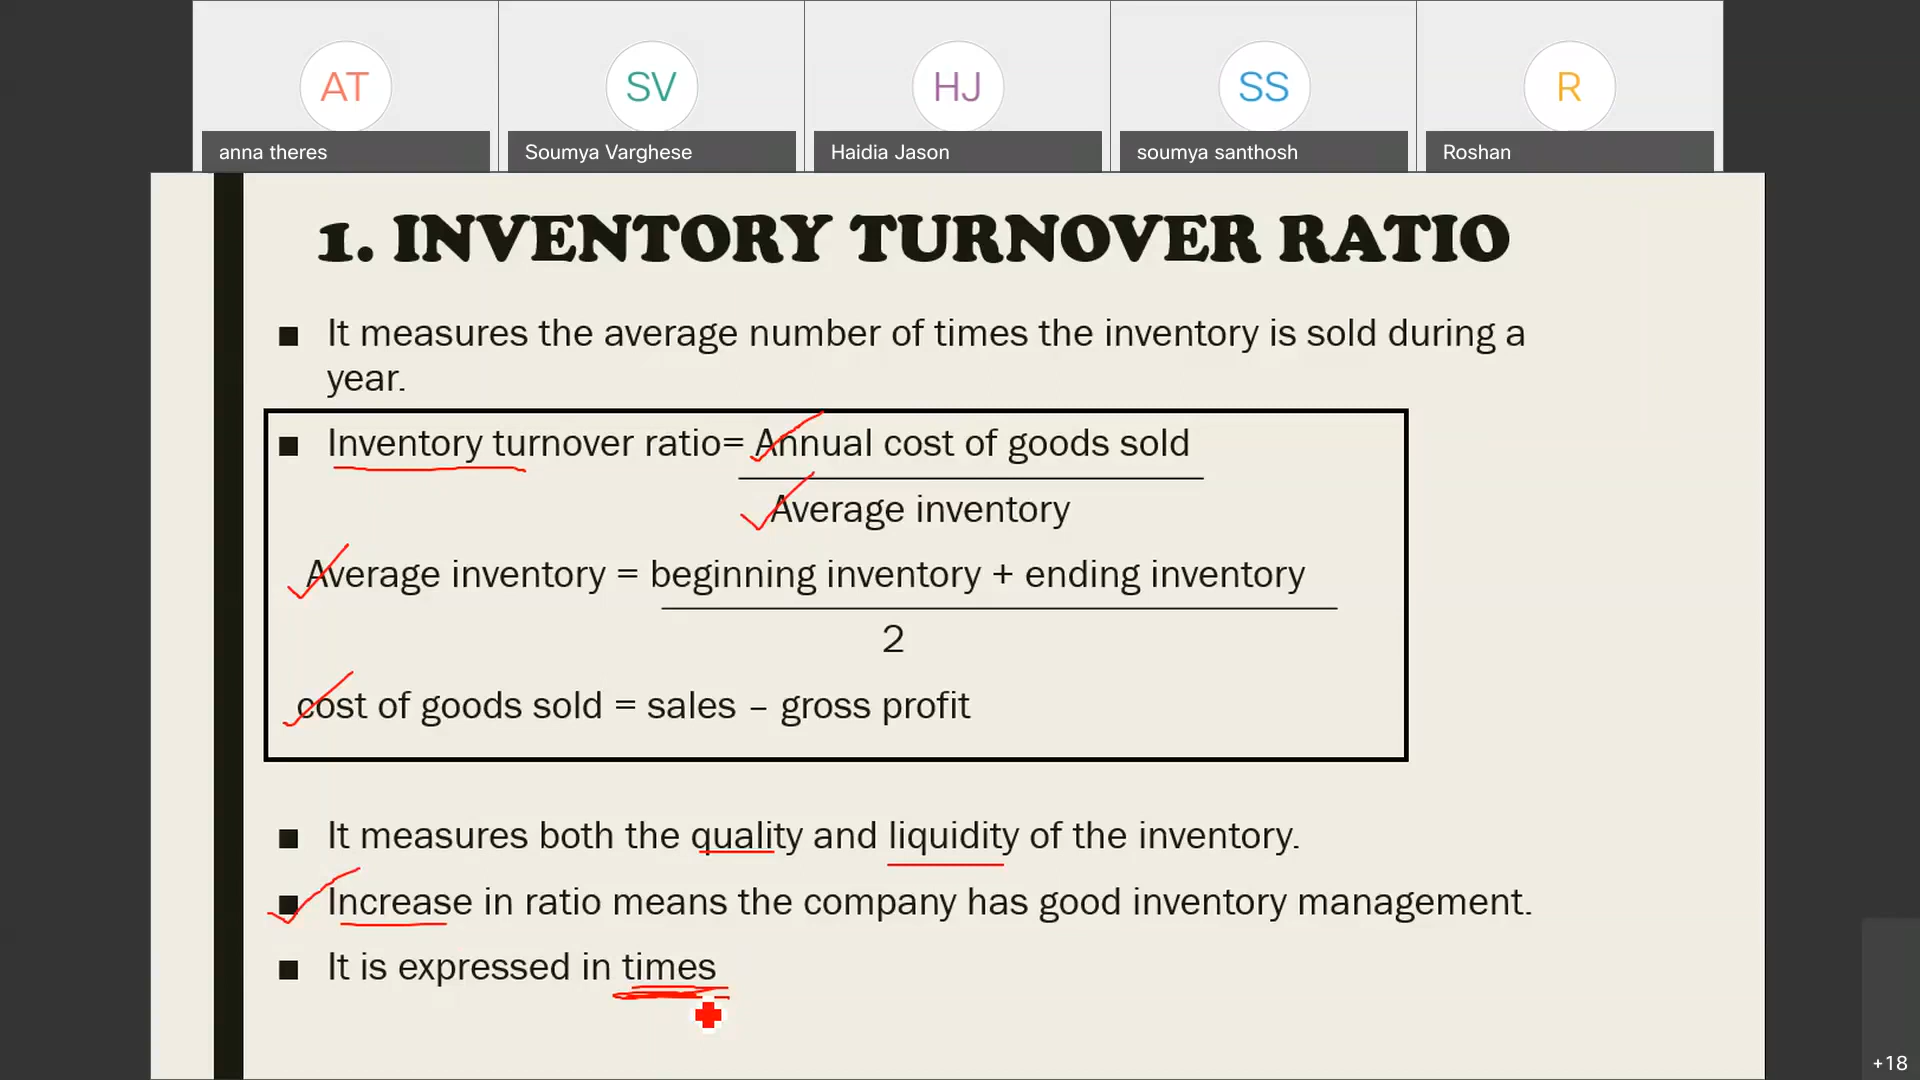 AT SV HJ SS R
anna theres Soumya Varghese Haidia Jason soumya santhosh Roshan
1. INVENTORY TURNOVER RATIO
■ It measures the average number of times the inventory is sold during a
year.
■ Inventory turnover ratio= Annual cost of goods sold
Average inventory
Average inventory = beginning inventory + ending inventory
2
cost of goods sold = sales – gross profit
■ It measures both the quality and liquidity of the inventory.
■ Increase in ratio means the company has good inventory management.
■ It is expressed in times
+18